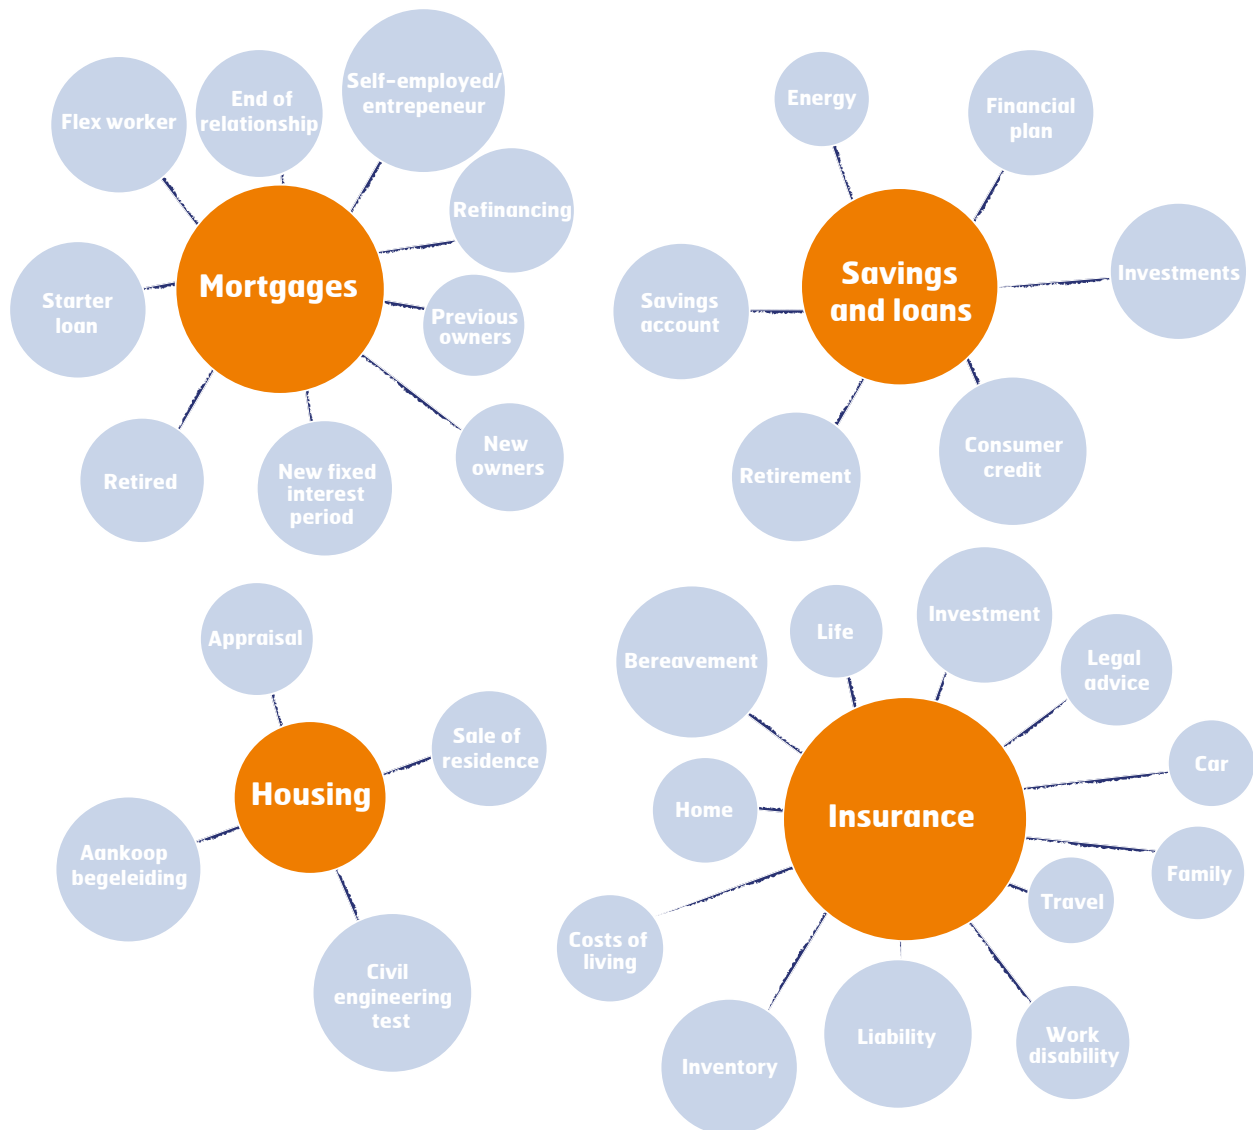 Self-employed/
entrepeneur
End of
relationship
Flex worker
Refinancing
Mortgages
Starter
loan
Previous
owners
New
owners
Retired
New fixed
interest
period
Energy
Financial
plan
Savings
and loans
Investments
Savings
account
Consumer
credit
Retirement
Appraisal
Sale of
residence
Housing
Aankoop
begeleiding
Civil
engineering
test
Investment
Life
Bereavement
Legal
advice
Car
Home
Insurance
Family
Travel
Costs of
living
Liability
Work
disability
Inventory